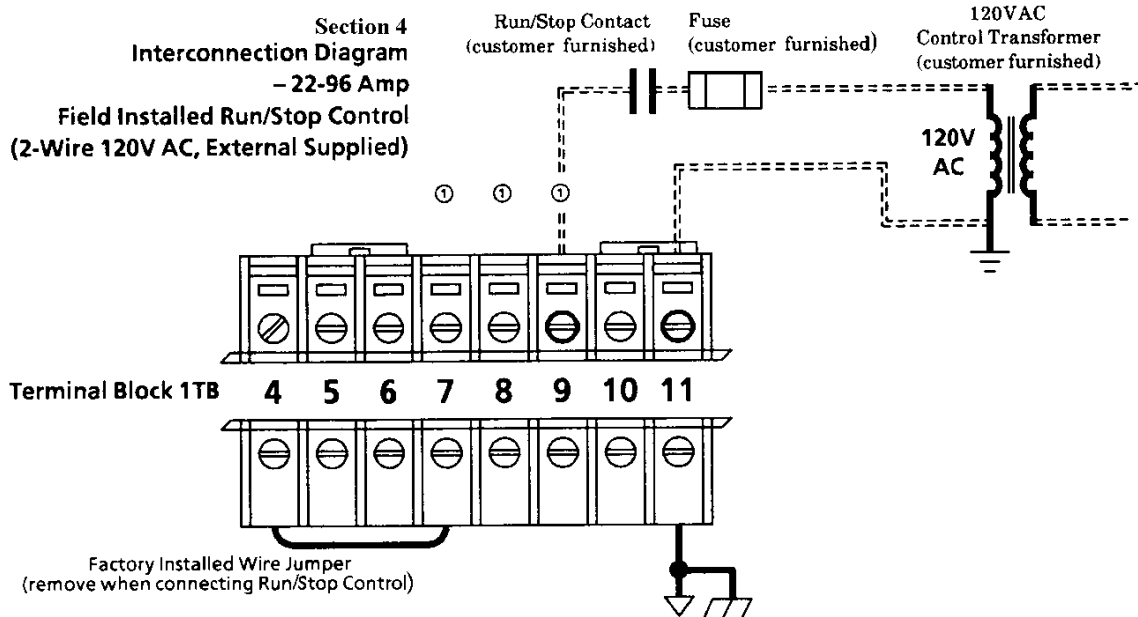 Section 4
Interconnection Diagram
– 22-96 Amp
Field Installed Run/Stop Control
(2-Wire 120V AC, External Supplied)
Run/Stop Contact
(customer furnished)
Fuse
(customer furnished)
120VAC
Control Transformer
(customer furnished)
120V
AC
① ① ①
Terminal Block 1TB 4 5 6 7 8 9 10 11
Factory Installed Wire Jumper
(remove when connecting Run/Stop Control)